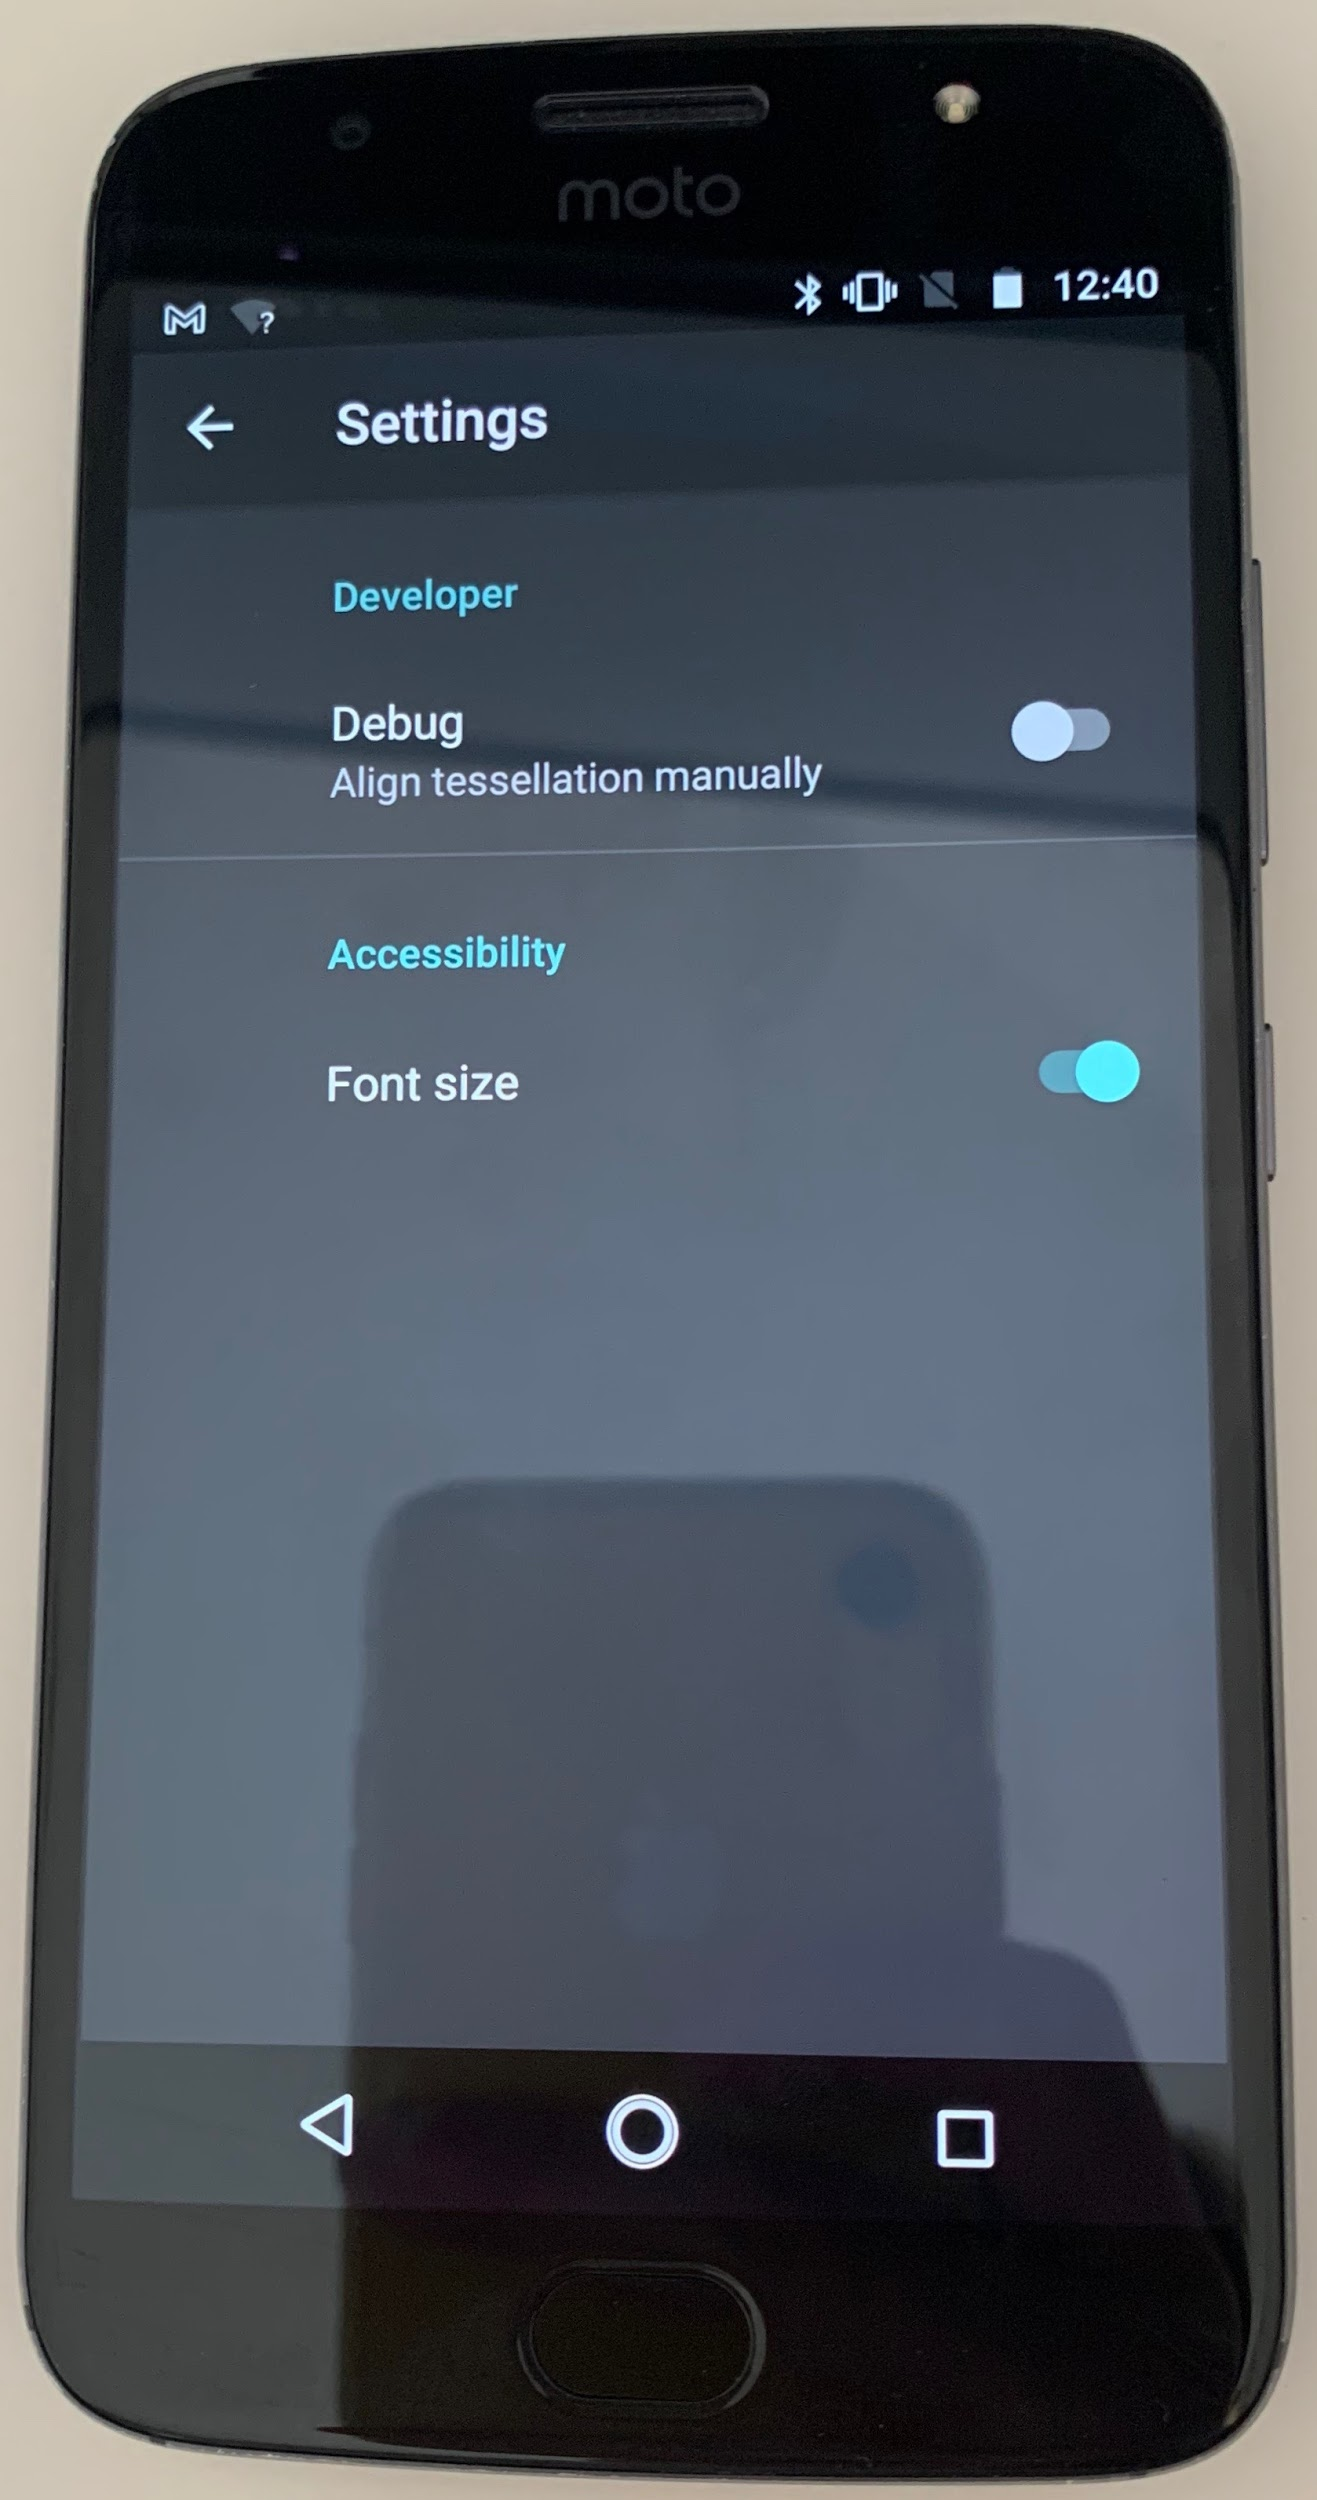 moto
12:40
Settings
Developer
Debug
Align tessellation manually
Accessibility
Font size